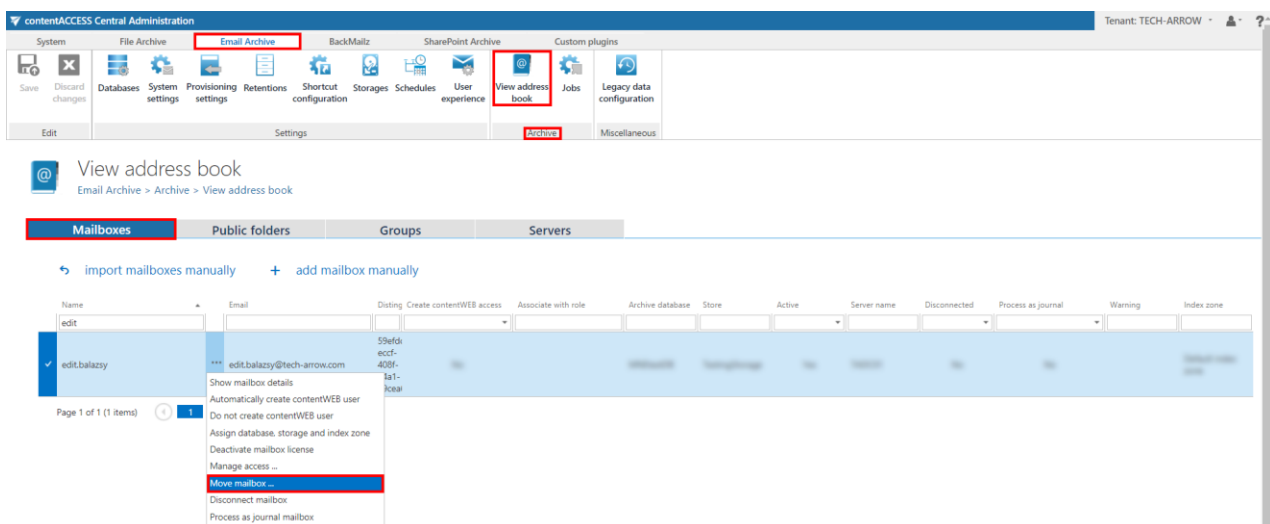 contentACCESS Central Administration
Tenant: TECH-ARROW
?
System File Archive Email Archive BackMailz SharePoint Archive Custom plugins
Save Discard changes Databases System settings Provisioning settings Retentions Shortcut configuration Storages Schedules User experience View address book Jobs Legacy data configuration
Edit Settings Archive Miscellaneous
View address book
Email Archive > Archive > View address book
Mailboxes Public folders Groups Servers
import mailboxes manually + add mailbox manually
Name Email Disting Create contentWEB access Associate with role Archive database Store Active Server name Disconnected Process as journal Warning Index zone
edit
edit.balazsy *** edit.balazsy@tech-arrow.com
eccf-
408f-
Show mailbox details
Automatically create contentWEB user
Page 1 of 1 (1 items) 1
Do not create contentWEB user
Assign database, storage and index zone
Deactivate mailbox license
Manage access ...
Move mailbox ...
Disconnect mailbox
Process as journal mailbox